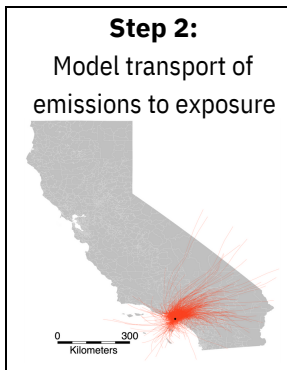 Step 2:
Model transport of
emissions to exposure
0 300
Kilometers